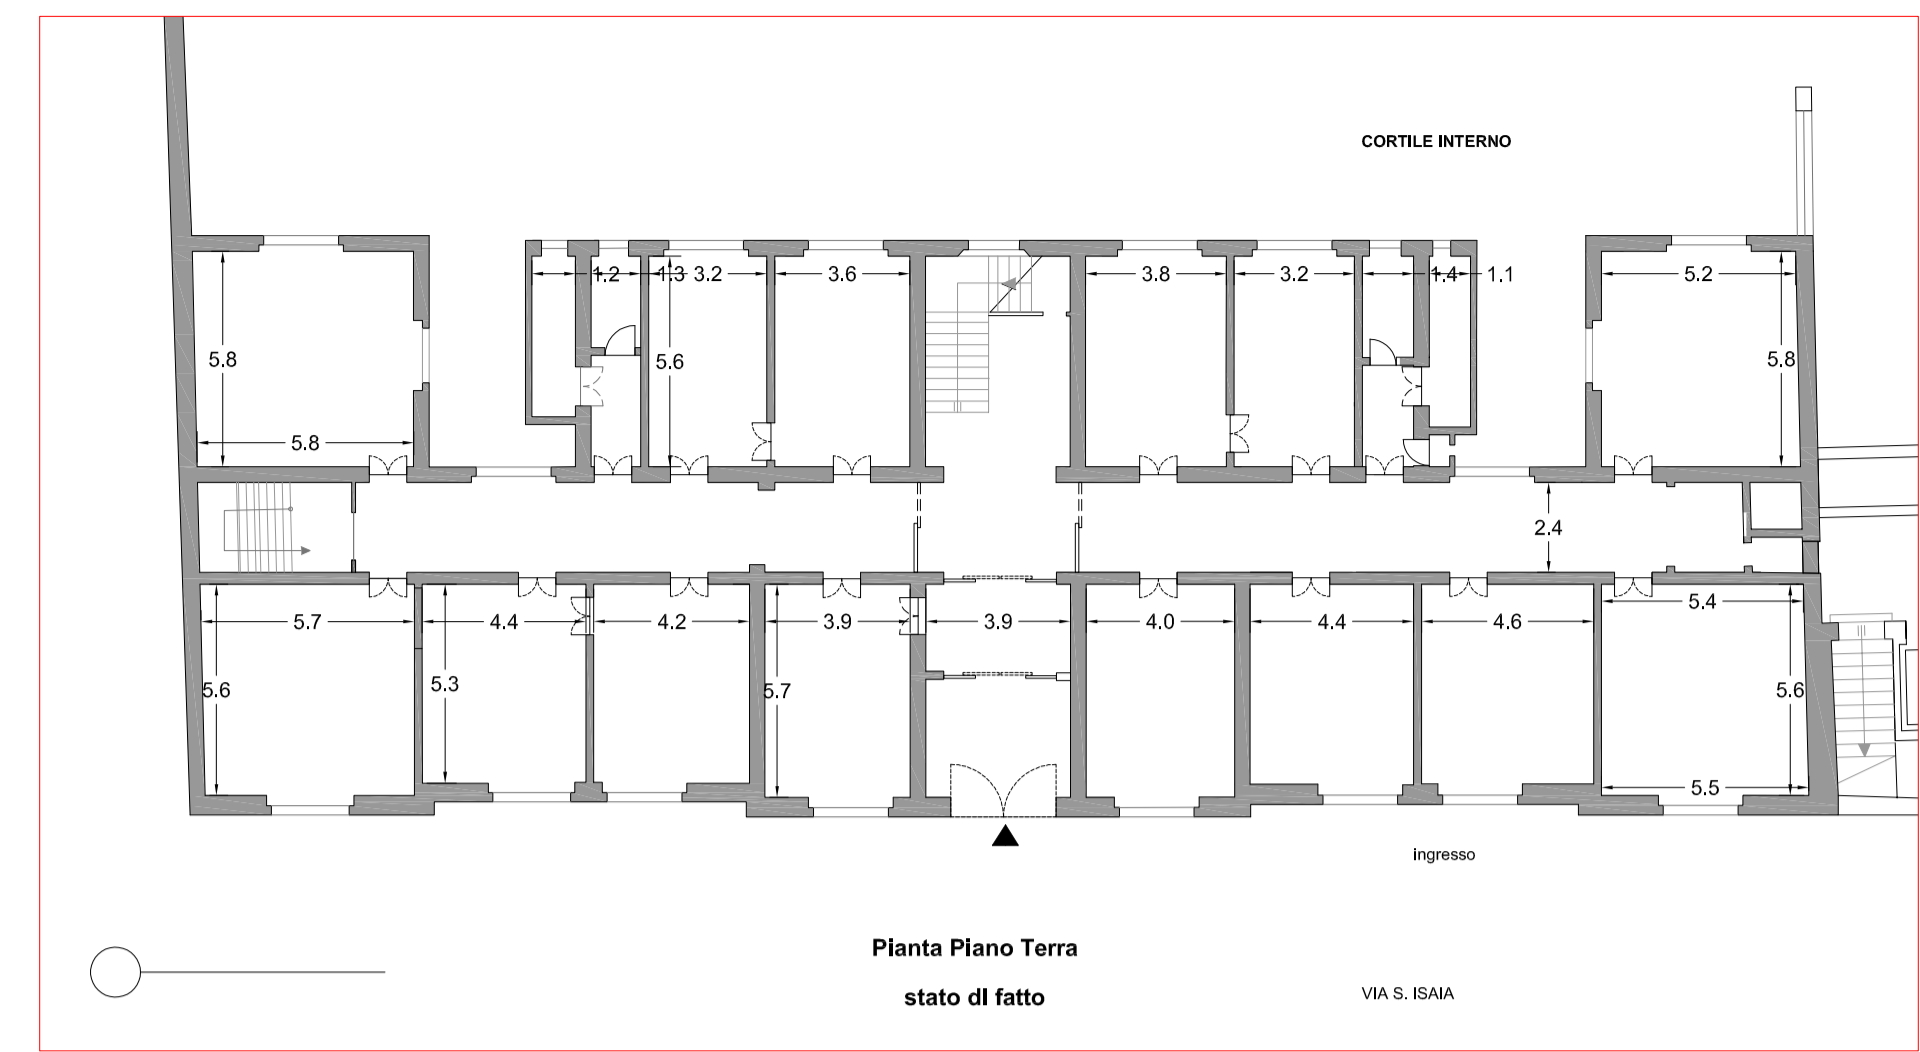 CORTILE INTERNO
1.2 1.3 3.2 3.6 3.8 3.2 1.4 1.1 5.2
5.8 5.6 5.8
5.8
2.4
5.7 4.4 4.2 3.9 3.9 4.0 4.4 4.6 5.4
5.6 5.3 5.7 5.6
5.5
ingresso
Pianta Piano Terra
stato dI fatto
VIA S. ISAIA